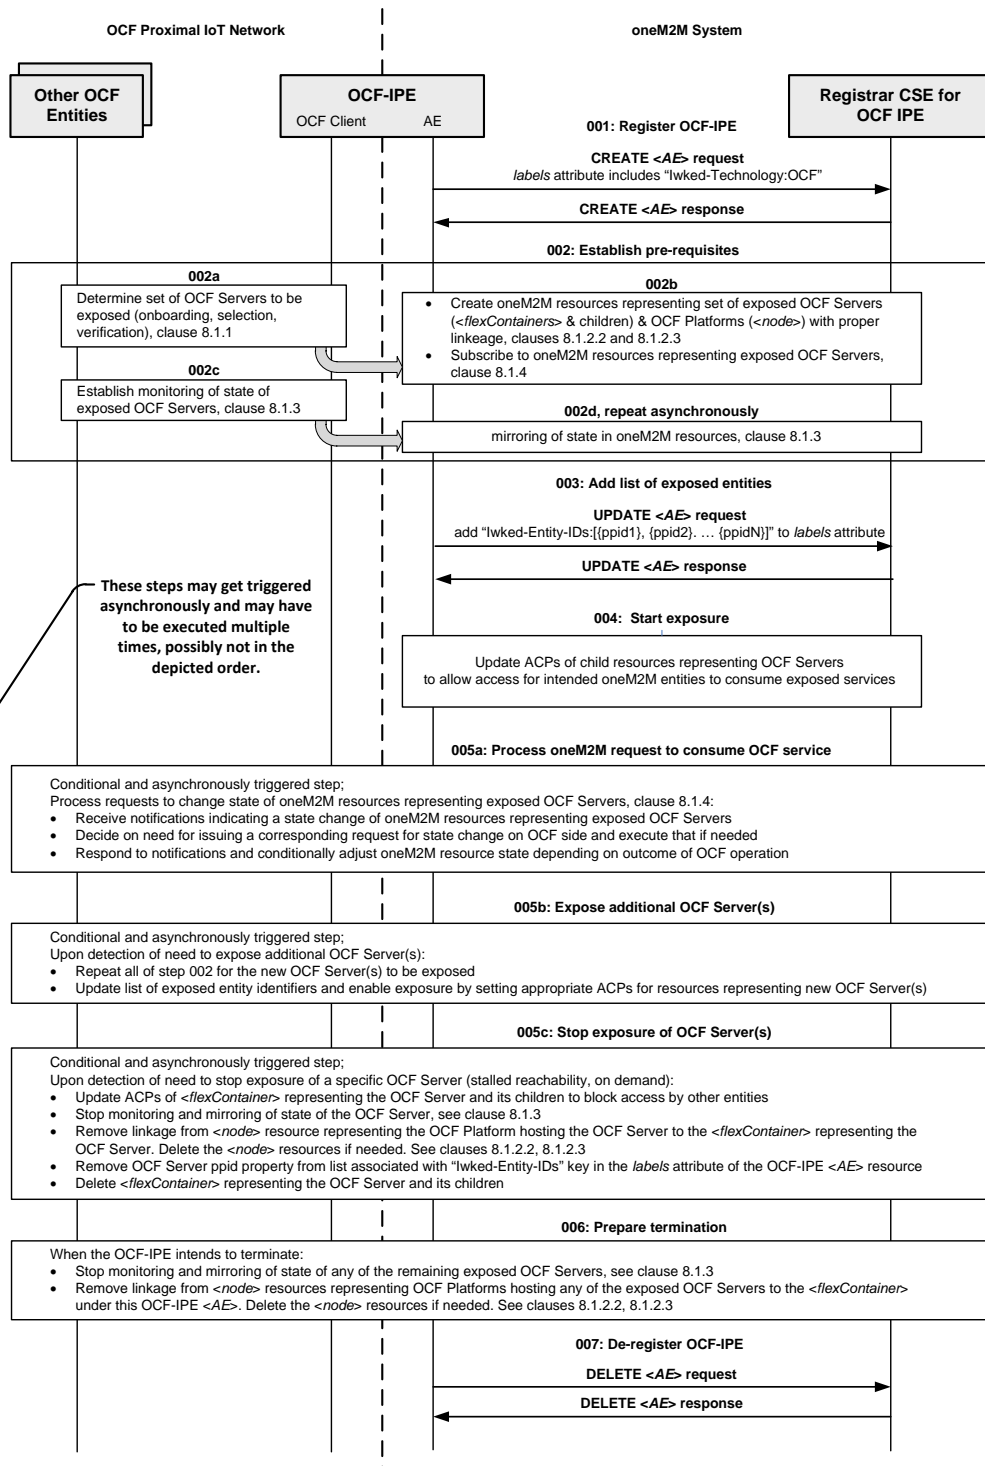 OCF Proximal IoT Network
oneM2M System
Other OCF
Entities
OCF-IPE
OCF Client
AE
Registrar CSE for
OCF IPE
001: Register OCF-IPE
CREATE <AE> request
labels attribute includes “Iwked-Technology:OCF”
CREATE <AE> response
002: Establish pre-requisites
002a
Determine set of OCF Servers to be
exposed (onboarding, selection,
verification), clause 8.1.1
002b
• Create oneM2M resources representing set of exposed OCF Servers
(<flexContainers> & children) & OCF Platforms (<node>) with proper
linkeage, clauses 8.1.2.2 and 8.1.2.3
• Subscribe to oneM2M resources representing exposed OCF Servers,
clause 8.1.4
002c
Establish monitoring of state of
exposed OCF Servers, clause 8.1.3
002d, repeat asynchronously
mirroring of state in oneM2M resources, clause 8.1.3
003: Add list of exposed entities
UPDATE <AE> request
add “Iwked-Entity-IDs:[{ppid1}, {ppid2}. … {ppidN}]” to labels attribute
UPDATE <AE> response
These steps may get triggered
asynchronously and may have
to be executed multiple
times, possibly not in the
depicted order.
004:  Start exposure
Update ACPs of child resources representing OCF Servers
to allow access for intended oneM2M entities to consume exposed services
005a: Process oneM2M request to consume OCF service
Conditional and asynchronously triggered step;
Process requests to change state of oneM2M resources representing exposed OCF Servers, clause 8.1.4:
• Receive notifications indicating a state change of oneM2M resources representing exposed OCF Servers
• Decide on need for issuing a corresponding request for state change on OCF side and execute that if needed
• Respond to notifications and conditionally adjust oneM2M resource state depending on outcome of OCF operation
005b: Expose additional OCF Server(s)
Conditional and asynchronously triggered step;
Upon detection of need to expose additional OCF Server(s):
• Repeat all of step 002 for the new OCF Server(s) to be exposed
• Update list of exposed entity identifiers and enable exposure by setting appropriate ACPs for resources representing new OCF Server(s)
005c: Stop exposure of OCF Server(s)
Conditional and asynchronously triggered step;
Upon detection of need to stop exposure of a specific OCF Server (stalled reachability, on demand):
• Update ACPs of <flexContainer> representing the OCF Server and its children to block access by other entities
• Stop monitoring and mirroring of state of the OCF Server, see clause 8.1.3
• Remove linkage from <node> resource representing the OCF Platform hosting the OCF Server to the <flexContainer> representing the
OCF Server. Delete the <node> resources if needed. See clauses 8.1.2.2, 8.1.2.3
• Remove OCF Server ppid property from list associated with “Iwked-Entity-IDs” key in the labels attribute of the OCF-IPE <AE> resource
• Delete <flexContainer> representing the OCF Server and its children
006: Prepare termination
When the OCF-IPE intends to terminate:
• Stop monitoring and mirroring of state of any of the remaining exposed OCF Servers, see clause 8.1.3
• Remove linkage from <node> resources representing OCF Platforms hosting any of the exposed OCF Servers to the <flexContainer>
under this OCF-IPE <AE>. Delete the <node> resources if needed. See clauses 8.1.2.2, 8.1.2.3
007: De-register OCF-IPE
DELETE <AE> request
DELETE <AE> response